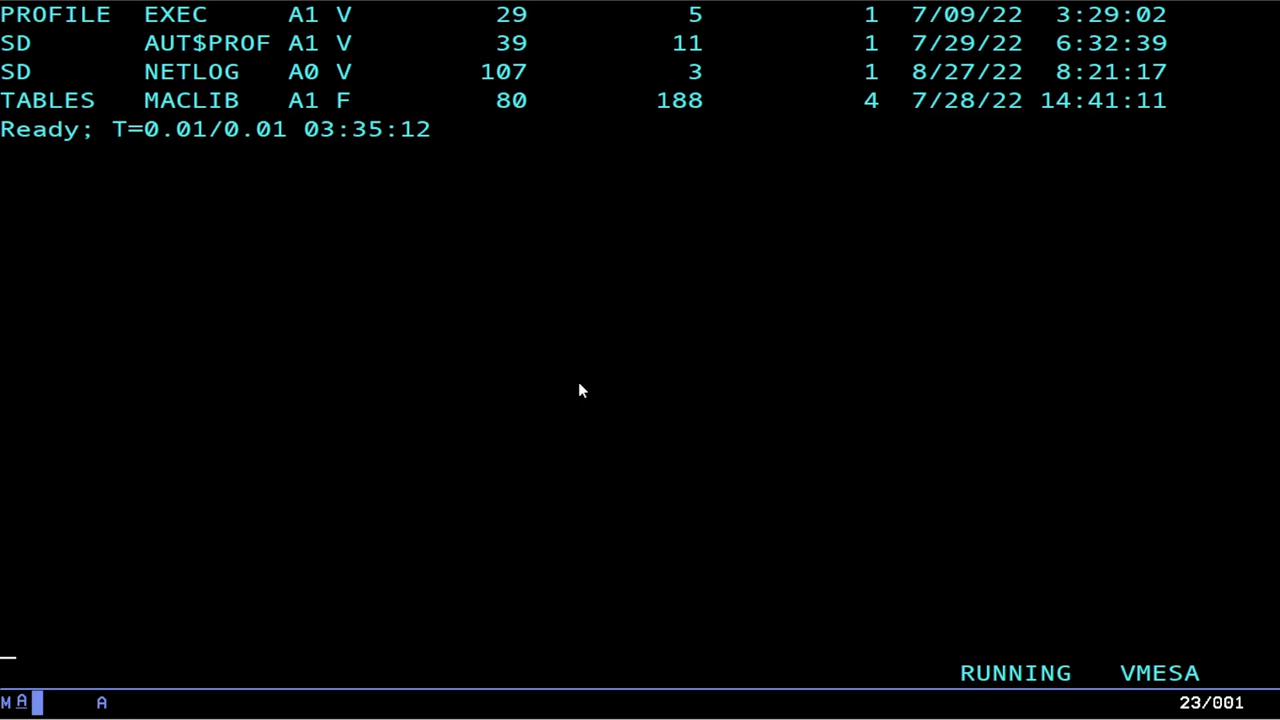 PROFILE  EXEC     A1 V         29          5          1  7/09/22  3:29:02
SD       AUT$PROF A1 V         39         11          1  7/29/22  6:32:39
SD       NETLOG   A0 V        107          3          1  8/27/22  8:21:17
TABLES   MACLIB   A1 F         80        188          4  7/28/22 14:41:11
Ready; T=0.01/0.01 03:35:12
RUNNING   VMESA
M A A 23/001